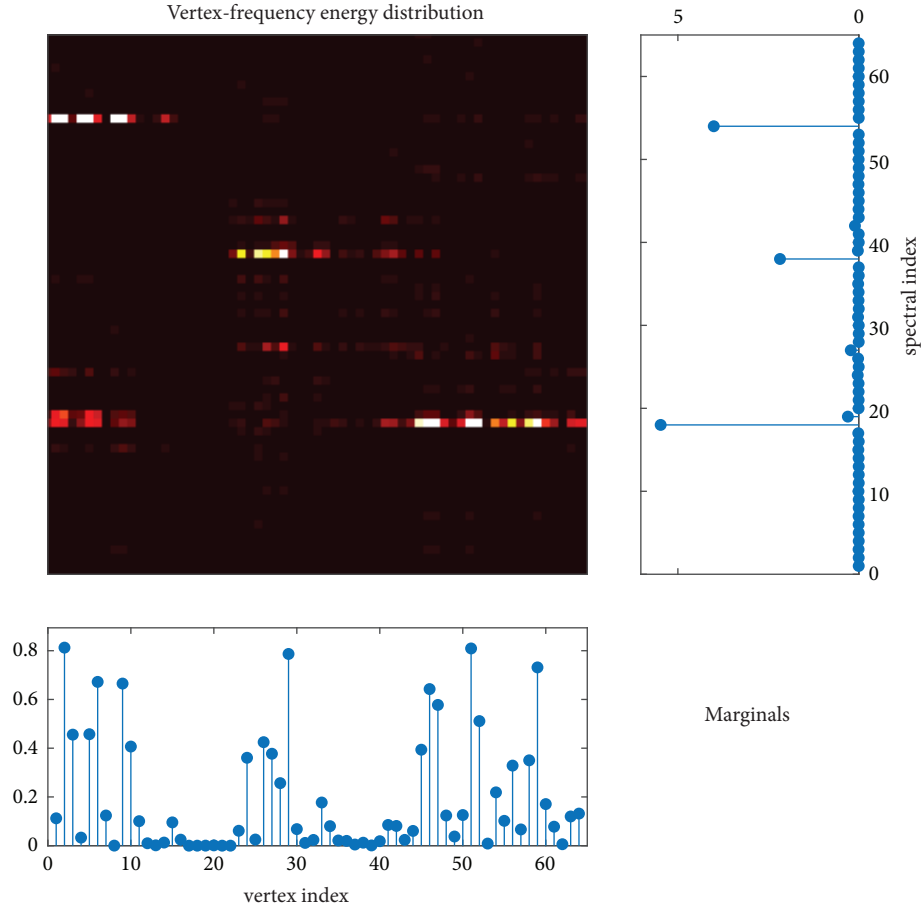 Vertex-frequency energy distribution
5 0
60
50
40
30
20
10
0
spectral index
0.8
0.6
0.4
0.2
0
0 10 20 30 40 50 60
vertex index
Marginals